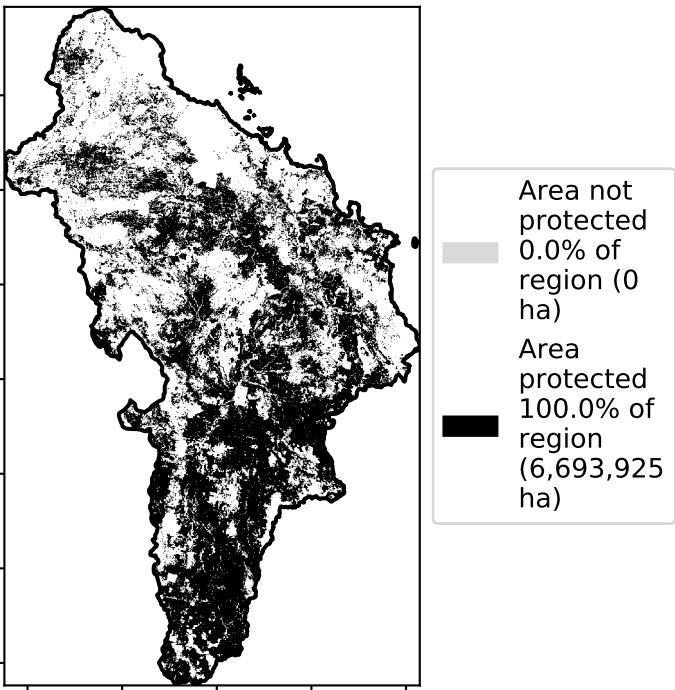 Area not
protected
0.0% of
region (0
ha)
Area
protected
100.0% of
region
(6,693,925
ha)